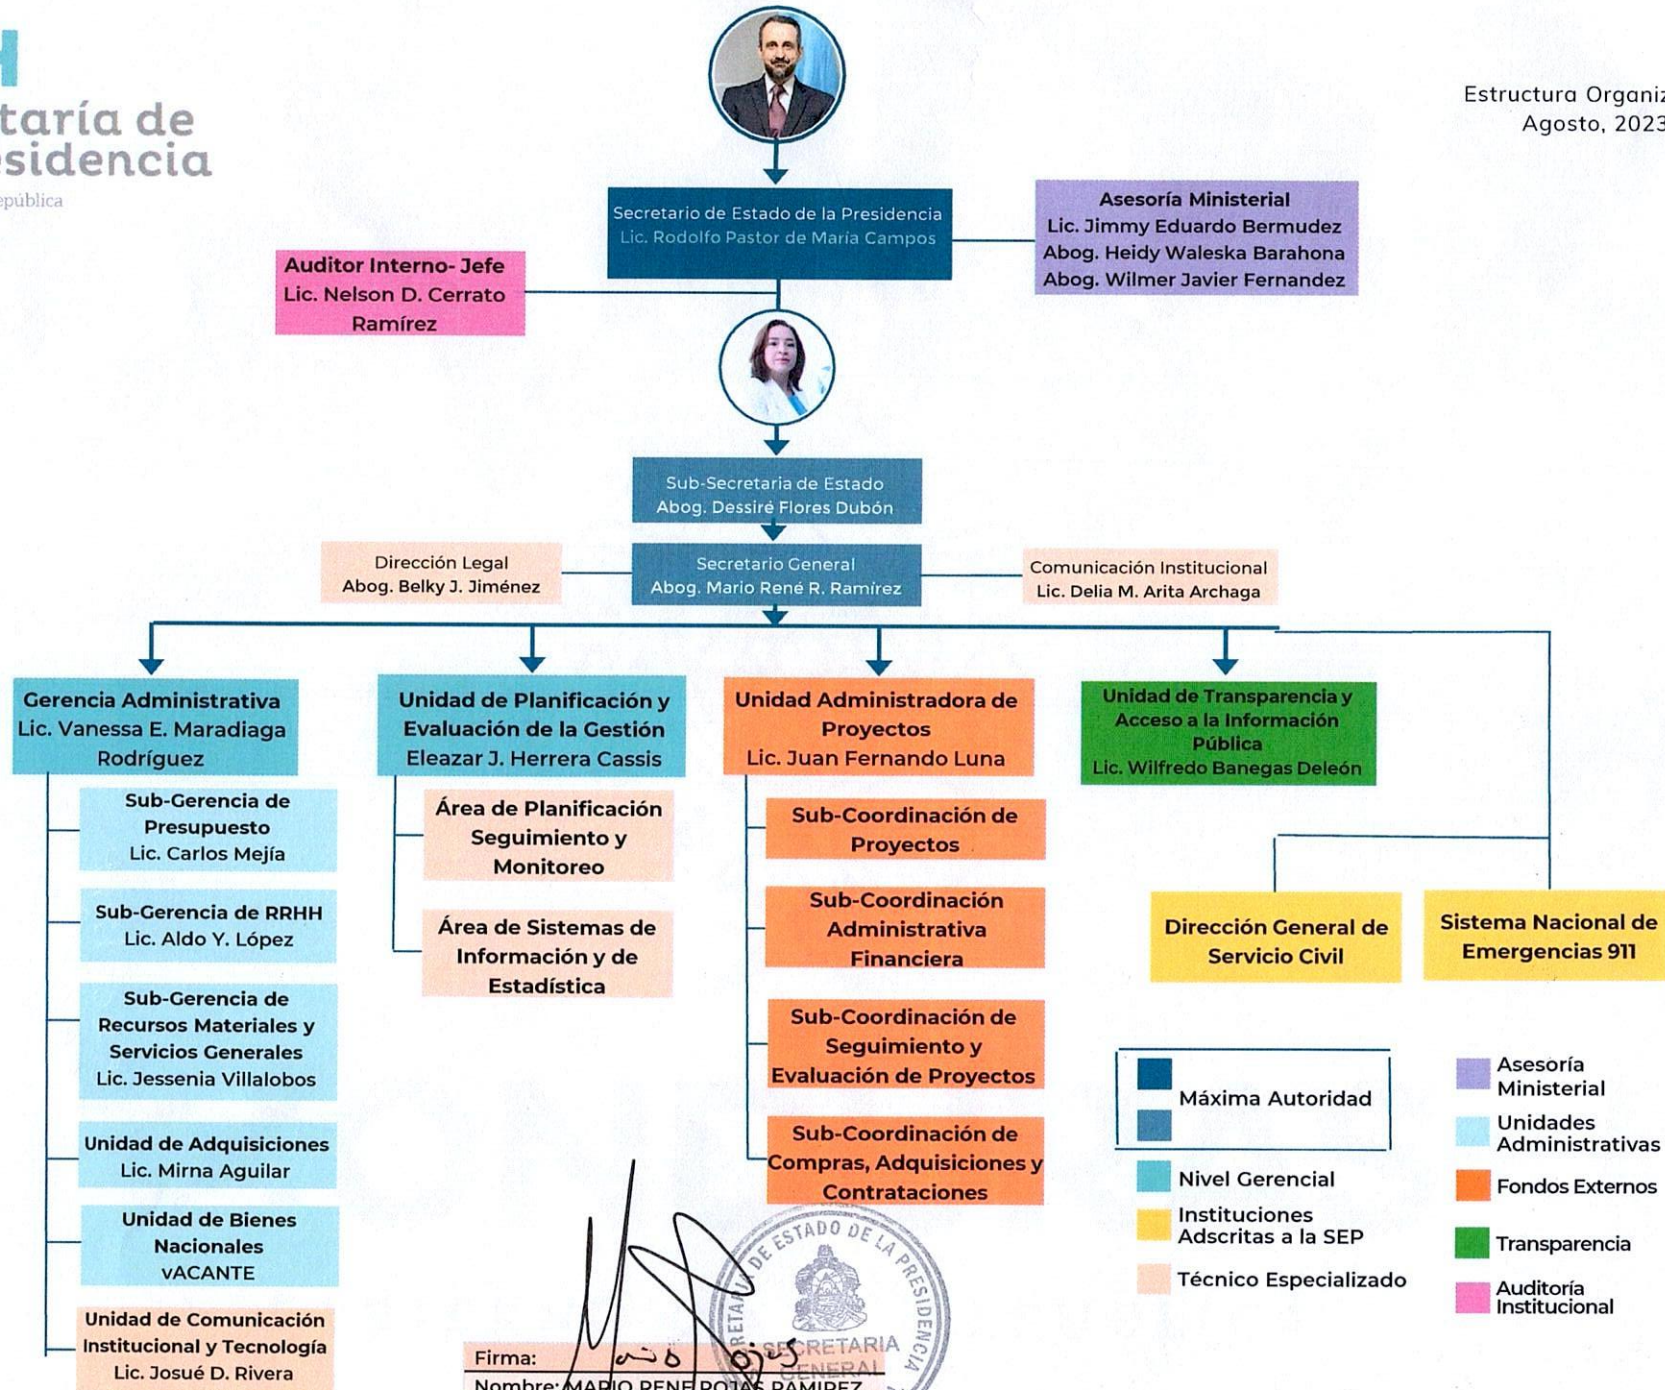 H
taría de
esidencia
epública
Estructura Organiz
Agosto, 2023
Secretario de Estado de la Presidencia
Lic. Rodolfo Pastor de María Campos
Asesoría Ministerial
Lic. Jimmy Eduardo Bermudez
Abog. Heidy Waleska Barahona
Abog. Wilmer Javier Fernandez
Auditor Interno- Jefe
Lic. Nelson D. Cerrato
Ramírez
Sub-Secretaria de Estado
Abog. Dessiré Flores Dubón
Dirección Legal
Abog. Belky J. Jiménez
Secretario General
Abog. Mario René R. Ramírez
Comunicación Institucional
Lic. Delia M. Arita Archaga
Gerencia Administrativa
Lic. Vanessa E. Maradiaga
Rodríguez
Sub-Gerencia de
Presupuesto
Lic. Carlos Mejía
Sub-Gerencia de RRHH
Lic. Aldo Y. López
Sub-Gerencia de
Recursos Materiales y
Servicios Generales
Lic. Jessenia Villalobos
Unidad de Adquisiciones
Lic. Mirna Aguilar
Unidad de Bienes
Nacionales
vACANTE
Unidad de Comunicación
Institucional y Tecnología
Lic. Josué D. Rivera
Unidad de Planificación y
Evaluación de la Gestión
Eleazar J. Herrera Cassis
Área de Planificación
Seguimiento y
Monitoreo
Área de Sistemas de
Información y de
Estadística
Unidad Administradora de
Proyectos
Lic. Juan Fernando Luna
Sub-Coordinación de
Proyectos
Sub-Coordinación
Administrativa
Financiera
Sub-Coordinación de
Seguimiento y
Evaluación de Proyectos
Sub-Coordinación de
Compras, Adquisiciones y
Contrataciones
Unidad de Transparencia y
Acceso a la Información
Pública
Lic. Wilfredo Banegas Deleón
Dirección General de
Servicio Civil
Sistema Nacional de
Emergencias 911
Máxima Autoridad
Nivel Gerencial
Instituciones
Adscritas a la SEP
Técnico Especializado
Asesoría
Ministerial
Unidades
Administrativas
Fondos Externos
Transparencia
Auditoría
Institucional
Firma:
Nombre: MARIO RENE ROJAS RAMIREZ
RETARIA DE ESTADO DE LA PRESIDENCIA
SECRETARIA
GENERAL